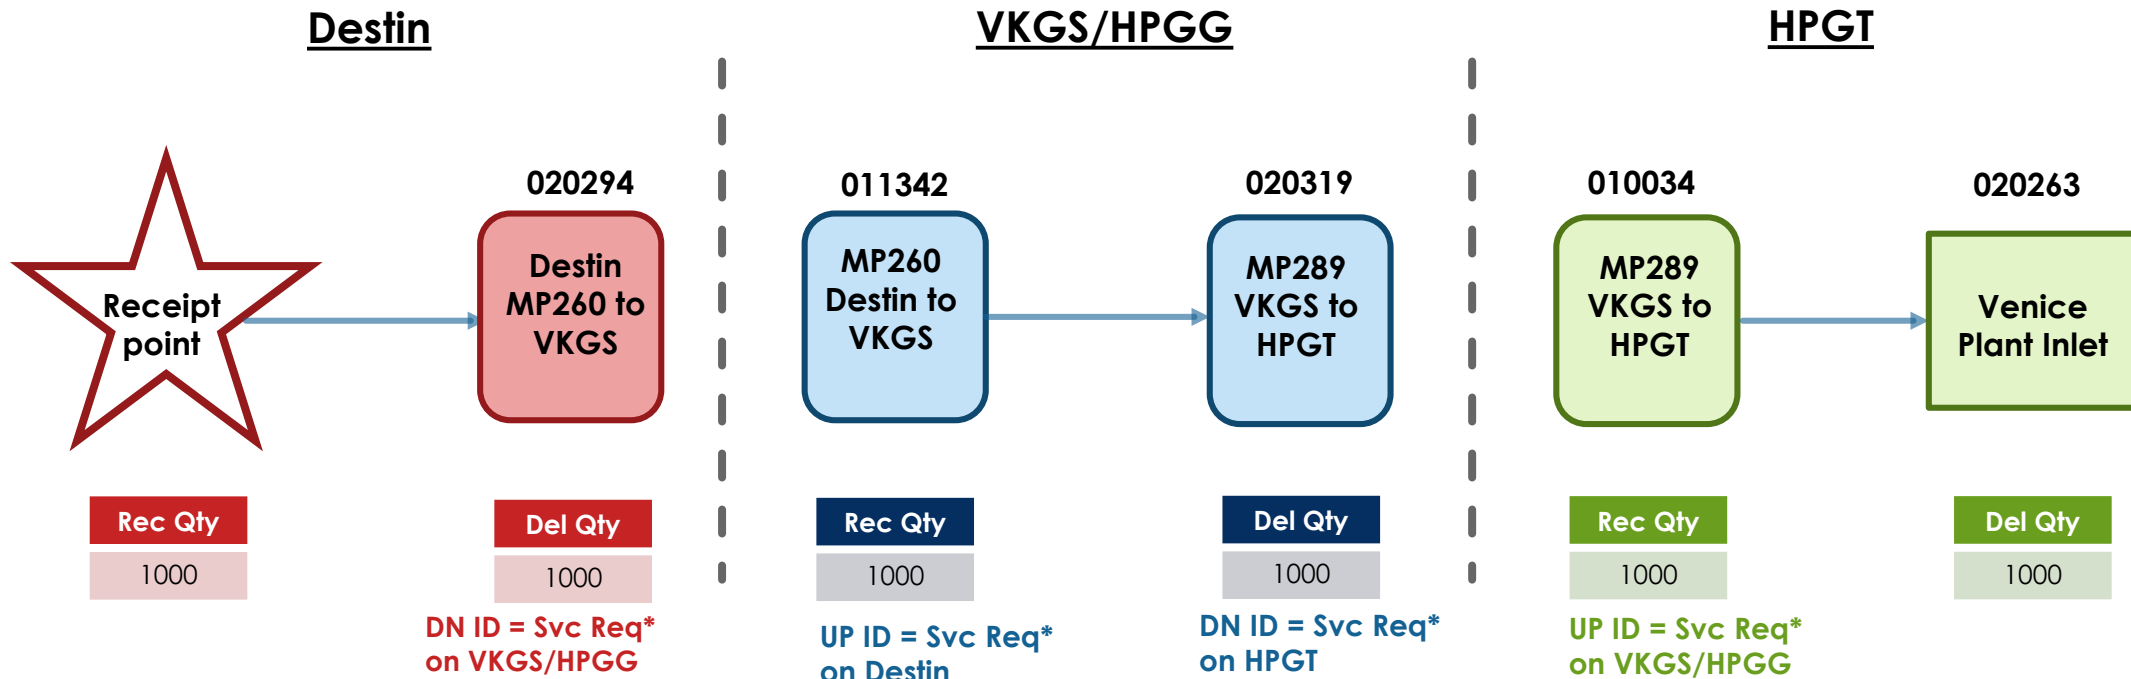 Destin
VKGS/HPGG
HPGT
020294
011342
020319
010034
020263
Receipt
point
Destin
MP260 to
VKGS
MP260
Destin to
VKGS
MP289
VKGS to
HPGT
MP289
VKGS to
HPGT
Venice
Plant Inlet
Rec Qty
1000
Del Qty
1000
Rec Qty
1000
Del Qty
1000
Rec Qty
1000
Del Qty
1000
DN ID = Svc Req*
on VKGS/HPGG
UP ID = Svc Req*
on Destin
DN ID = Svc Req*
on HPGT
UP ID = Svc Req*
on VKGS/HPGG